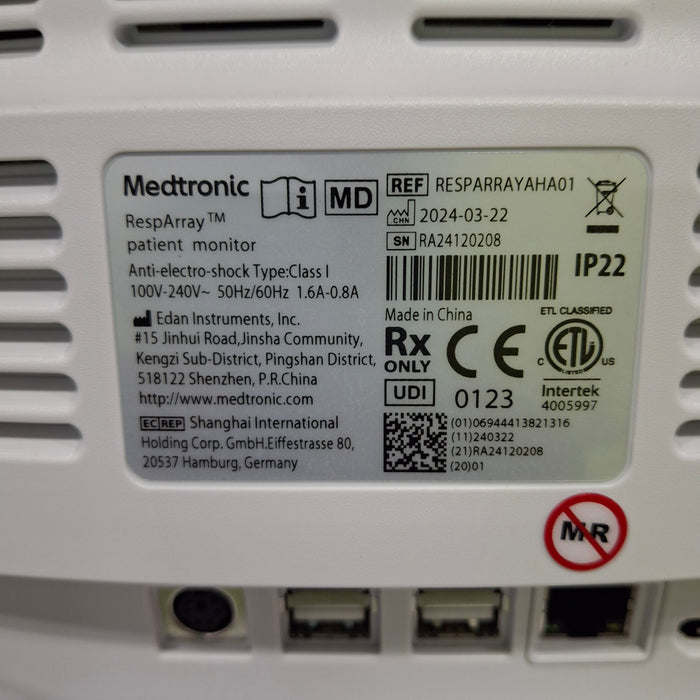 Medtronic
MD
RespArray™
patient monitor
Anti-electro-shock Type:Class I
100V-240V~ 50Hz/60Hz 1.6A-0.8A
Edan Instruments, Inc.
#15 Jinhui Road,Jinsha Community,
Kengzi Sub-District, Pingshan District,
518122 Shenzhen, P.R.China
http://www.medtronic.com
EC REP Shanghai International
Holding Corp. GmbH.Eiffestrasse 80,
20537 Hamburg, Germany
REF RESPARRAYAHA01
CHN 2024-03-22
SN RA24120208
IP22
Made in China
Rx
ONLY
CE
0123
ETL CLASSIFIED
C ETL US
LISTED
Intertek
4005997
UDI
(01)06944413821316
(11)240322
(21)RA24120208
(20)01
MR